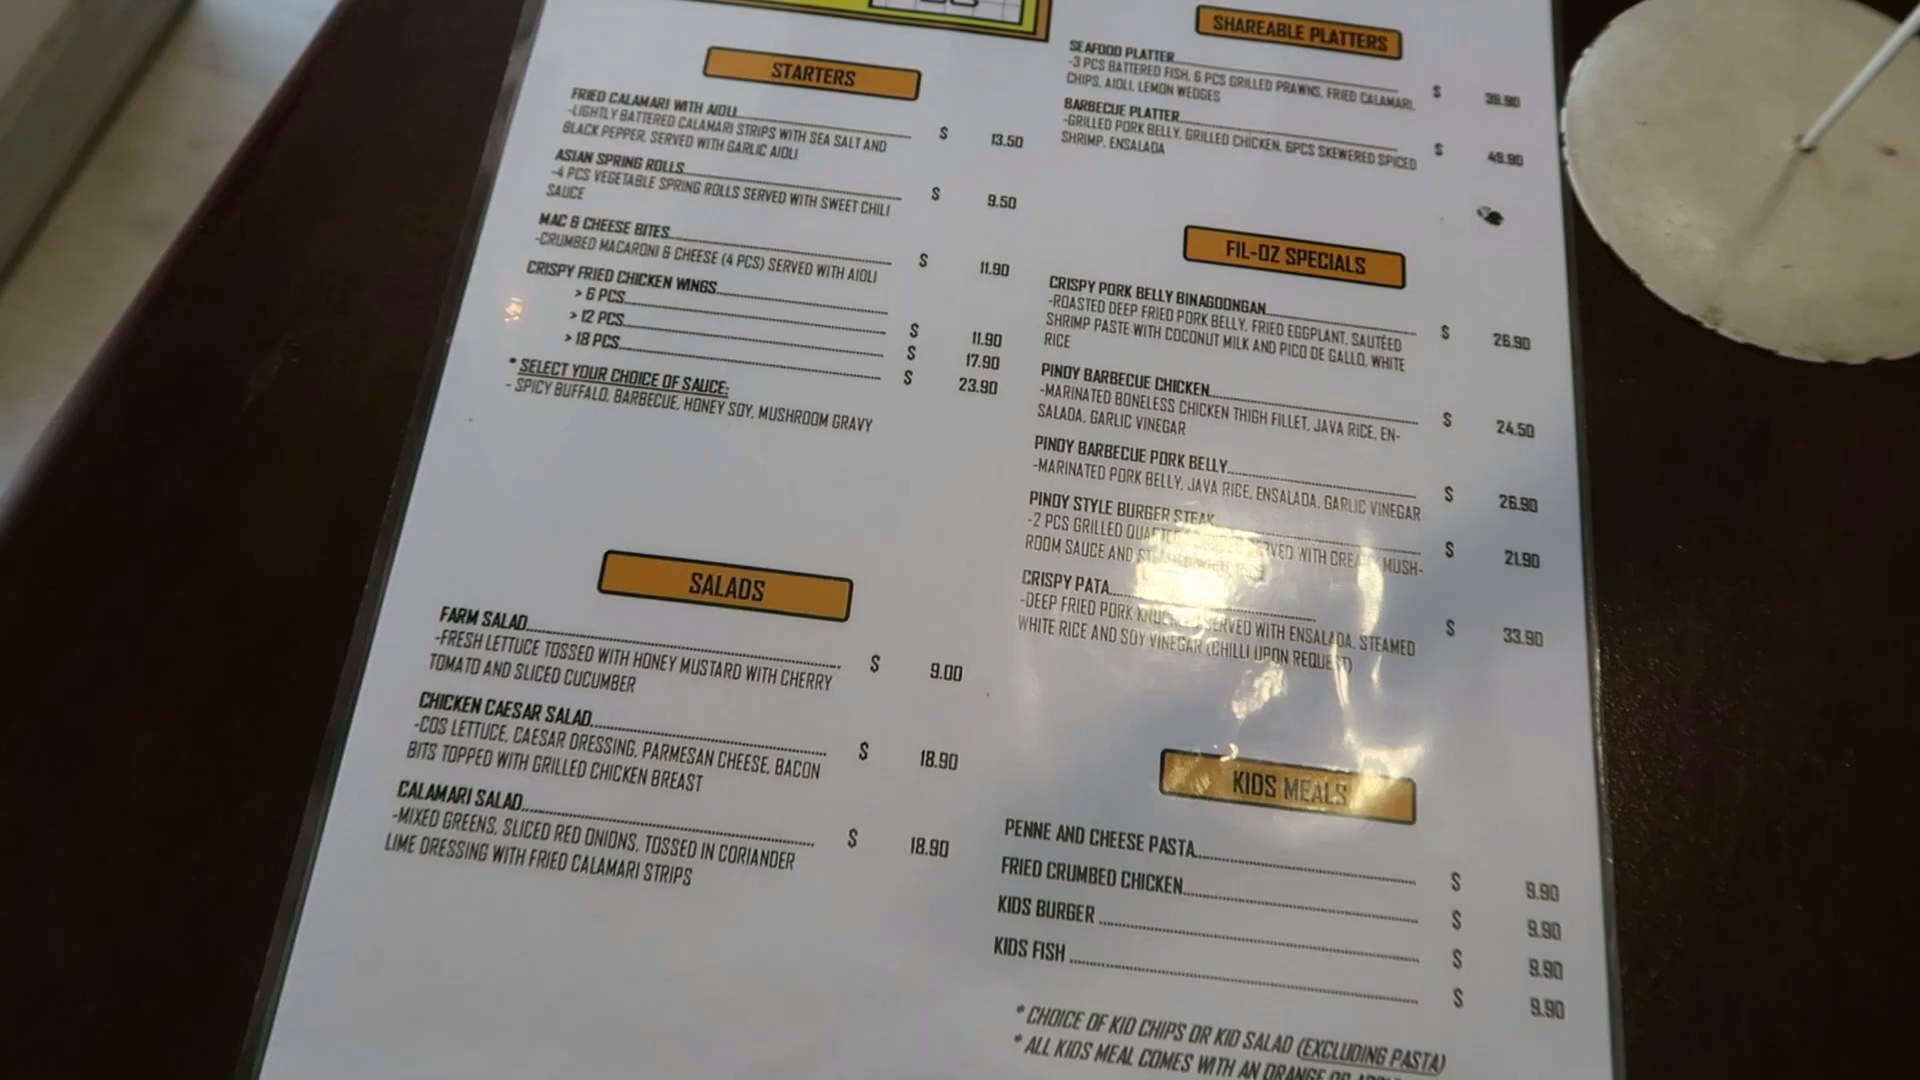 STARTERS
FRIED CALAMARI WITH AIOLI $ 13.50
-LIGHTLY BATTERED CALAMARI STRIPS WITH SEA SALT AND
BLACK PEPPER, SERVED WITH GARLIC AIOLI
ASIAN SPRING ROLLS $ 9.50
-4 PCS VEGETABLE SPRING ROLLS SERVED WITH SWEET CHILI
SAUCE
MAC & CHEESE BITES $ 11.90
-CRUMBED MACARONI & CHEESE (4 PCS) SERVED WITH AIOLI
CRISPY FRIED CHICKEN WINGS
> 6 PCS $ 11.90
> 12 PCS $ 17.90
> 18 PCS $ 23.90
* SELECT YOUR CHOICE OF SAUCE:
- SPICY BUFFALO, BARBECUE, HONEY SOY, MUSHROOM GRAVY
SALADS
FARM SALAD $ 9.00
-FRESH LETTUCE TOSSED WITH HONEY MUSTARD WITH CHERRY
TOMATO AND SLICED CUCUMBER
CHICKEN CAESAR SALAD $ 18.90
-COS LETTUCE, CAESAR DRESSING, PARMESAN CHEESE, BACON
BITS TOPPED WITH GRILLED CHICKEN BREAST
CALAMARI SALAD $ 18.90
-MIXED GREENS, SLICED RED ONIONS, TOSSED IN CORIANDER
LIME DRESSING WITH FRIED CALAMARI STRIPS
SHAREABLE PLATTERS
SEAFOOD PLATTER $
-3 PCS BATTERED FISH, 6 PCS GRILLED PRAWNS, FRIED CALAMARI,
CHIPS, AIOLI, LEMON WEDGES
BARBECUE PLATTER $ 49.90
-GRILLED PORK BELLY, GRILLED CHICKEN, 6PCS SKEWERED SPICED
SHRIMP, ENSALADA
FIL-OZ SPECIALS
CRISPY PORK BELLY BINAGOONGAN $ 26.90
-ROASTED DEEP FRIED PORK BELLY, FRIED EGGPLANT, SAUTÉED
SHRIMP PASTE WITH COCONUT MILK AND PICO DE GALLO, WHITE
RICE
PINOY BARBECUE CHICKEN $ 24.50
-MARINATED BONELESS CHICKEN THIGH FILLET, JAVA RICE, EN-
SALADA, GARLIC VINEGAR
PINOY BARBECUE PORK BELLY $ 26.90
-MARINATED PORK BELLY, JAVA RICE, ENSALADA, GARLIC VINEGAR
PINOY STYLE BURGER STEAK $ 21.90
-2 PCS GRILLED WITH MUSH-
ROOM SAUCE AND
CRISPY PATA $ 33.90
-DEEP FRIED PORK SERVED WITH ENSALADA, STEAMED
WHITE RICE AND SOY VINEGAR (CHILLI UPON REQUEST)
KIDS MEALS
PENNE AND CHEESE PASTA $ 9.90
FRIED CRUMBED CHICKEN $ 9.90
KIDS BURGER $ 9.90
KIDS FISH $ 9.90
* CHOICE OF KID CHIPS OR KID SALAD (EXCLUDING PASTA)
* ALL KIDS MEAL COMES WITH AN ORANGE OR